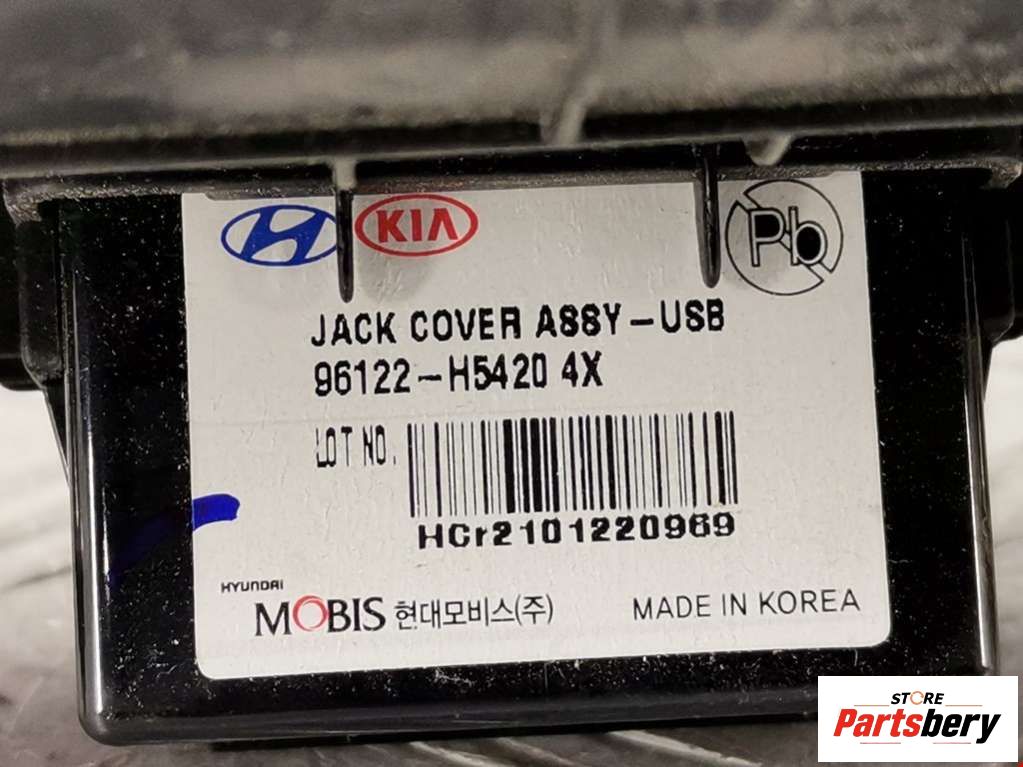 KIA
Pb
JACK COVER ASSY-USB
96122-H5420 4X
LOT NO.
HCr2101220969
HYUNDAI
MOBIS 현대모비스(주)
MADE IN KOREA
STORE
Partsbery